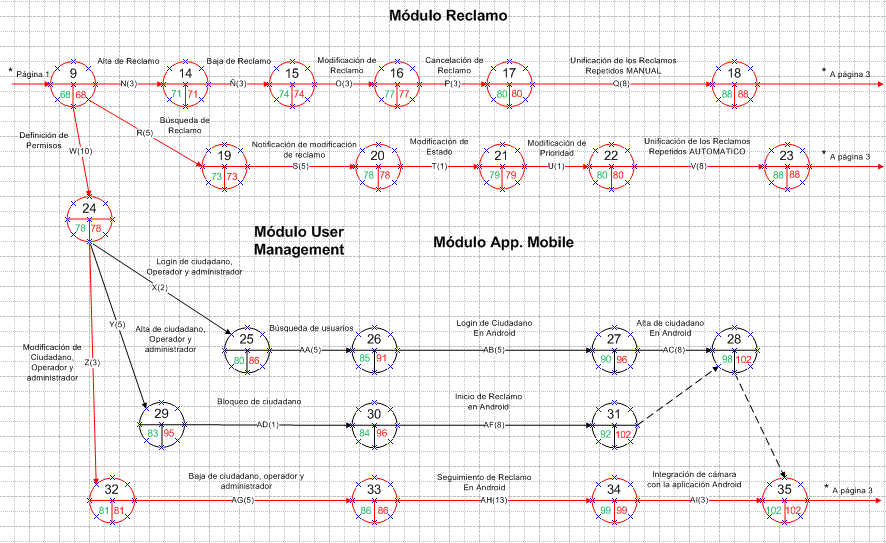 Módulo Reclamo
* Página 1
9
68 68
Alta de Reclamo
N(3)
14
71 71
Baja de Reclamo
Ñ(3)
15
74 74
Modificación de
Reclamo
O(3)
16
77 77
Cancelación de
Reclamo
P(3)
17
80 80
Unificación de los Reclamos
Repetidos MANUAL
Q(8)
18
88 88
* A página 3
Definición de
Permisos
W(10)
R(5)
Búsqueda de
Reclamo
19
73 73
Notificación de modificación
de reclamo
S(5)
20
78 78
Modificación de
Estado
T(1)
21
79 79
Modificación de
Prioridad
U(1)
22
80 80
Unificación de los Reclamos
Repetidos AUTOMATICO
V(8)
23
88 88
* A página 3
24
78 78
Módulo User
Management
Módulo App. Mobile
Login de ciudadano,
Operador y administrador
X(2)
Y(5)
Alta de ciudadano,
Operador y
administrador
25
80 86
Búsqueda de usuarios
AA(5)
26
85 91
Login de Ciudadano
En Android
AB(5)
27
90 96
Alta de ciudadano
En Android
AC(8)
28
98 102
Modificación de
Ciudadano,
Operador y
administrador
Z(3)
29
83 95
Bloqueo de ciudadano
AD(1)
30
84 96
Inicio de Reclamo
en Android
AF(8)
31
92 102
32
81 81
Baja de ciudadano, operador y
administrador
AG(5)
33
86 86
Seguimiento de Reclamo
En Android
AH(13)
34
99 99
Integración de cámara
con la aplicación Android
AI(3)
35
102 102
* A página 3